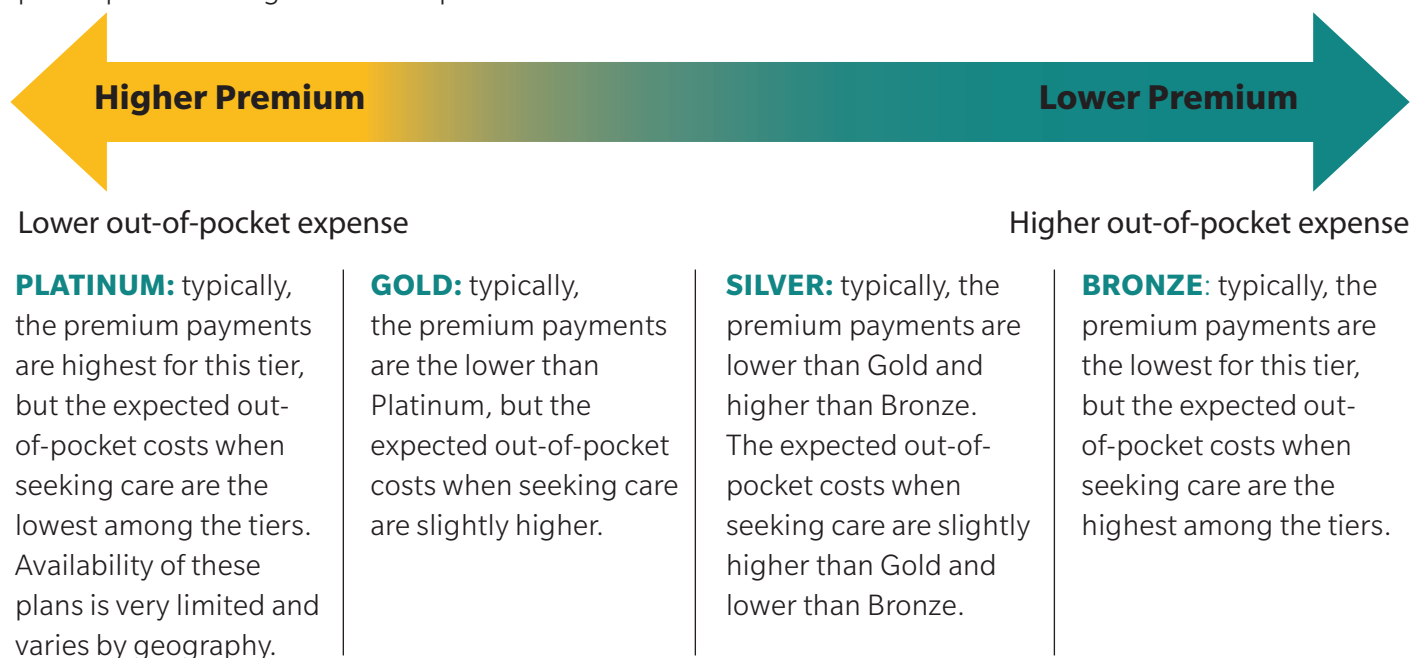 Higher Premium
Lower Premium
Lower out-of-pocket expense
Higher out-of-pocket expense
PLATINUM: typically,
the premium payments
are highest for this tier,
but the expected out-
of-pocket costs when
seeking care are the
lowest among the tiers.
Availability of these
plans is very limited and
varies by geography.
GOLD: typically,
the premium payments
are the lower than
Platinum, but the
expected out-of-pocket
costs when seeking care
are slightly higher.
SILVER: typically, the
premium payments are
lower than Gold and
higher than Bronze.
The expected out-of-
pocket costs when
seeking care are slightly
higher than Gold and
lower than Bronze.
BRONZE: typically, the
premium payments are
the lowest for this tier,
but the expected out-
of-pocket costs when
seeking care are the
highest among the tiers.